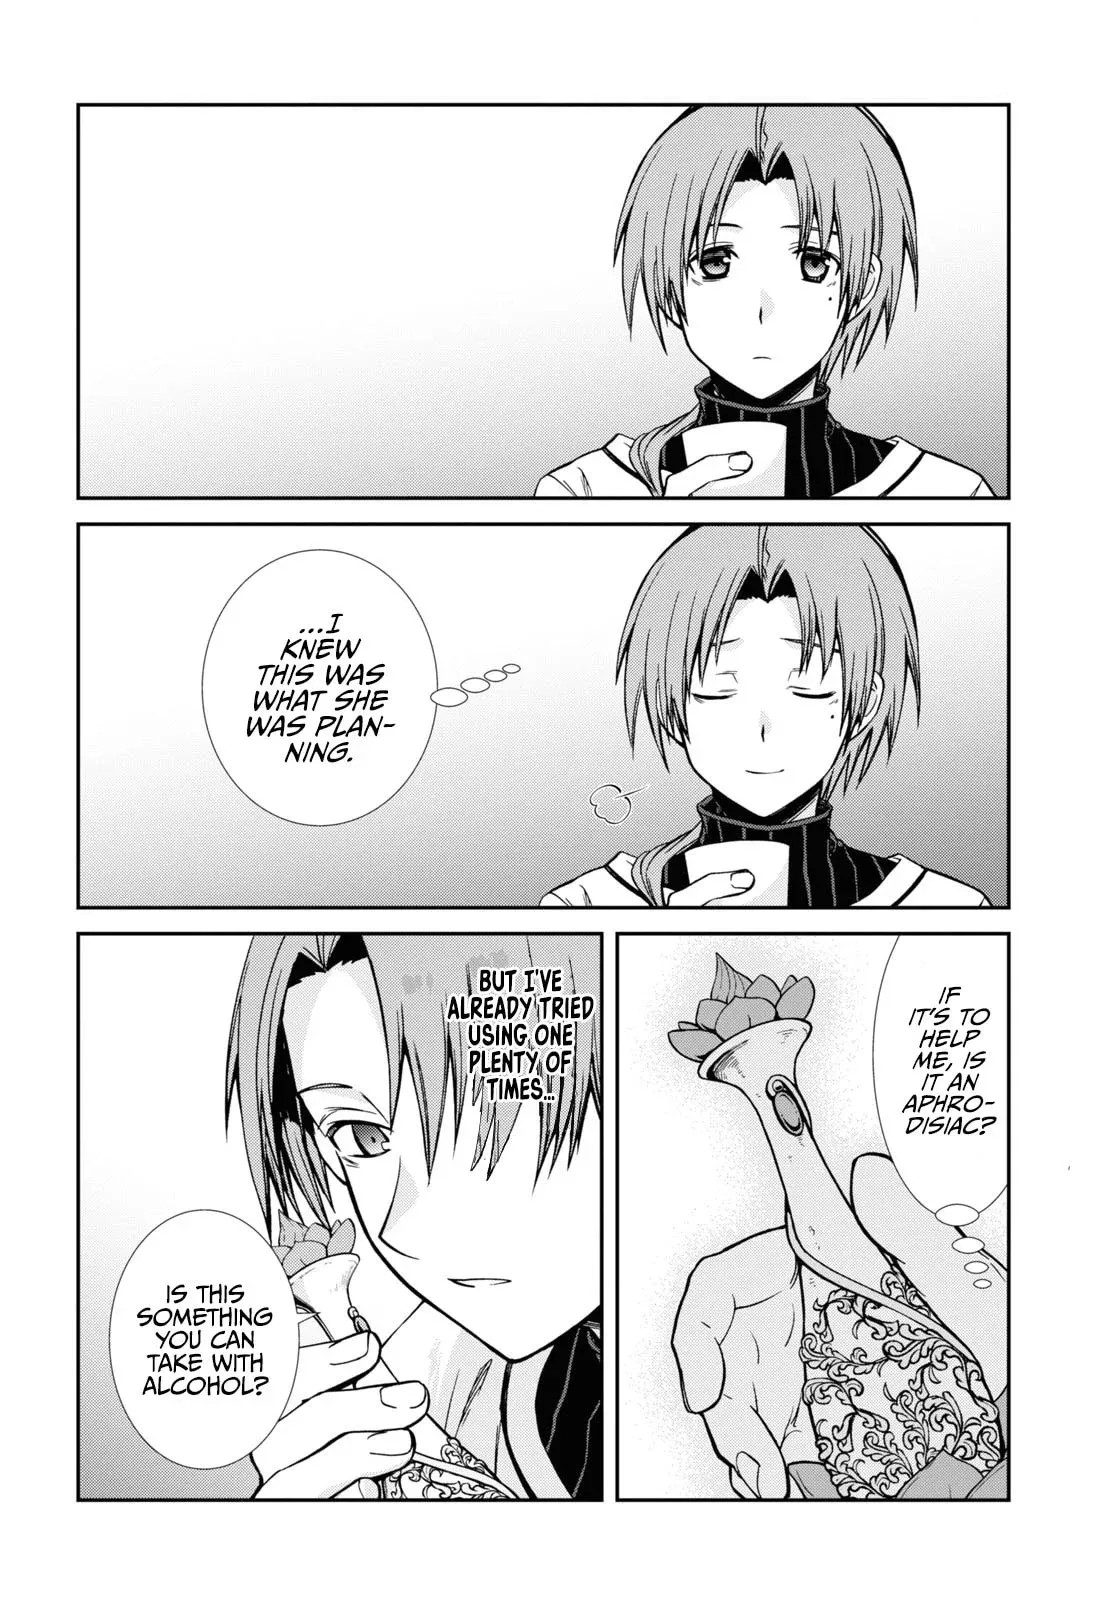 ...I
KNEW
THIS WAS
WHAT SHE
WAS PLAN-
NING.
IF
IT'S TO
HELP
ME, IS
IT AN
APHRO-
DISIAC?
BUT I'VE
ALREADY TRIED
USING ONE
PLENTY OF
TIMES...
IS THIS
SOMETHING
YOU CAN
TAKE WITH
ALCOHOL?